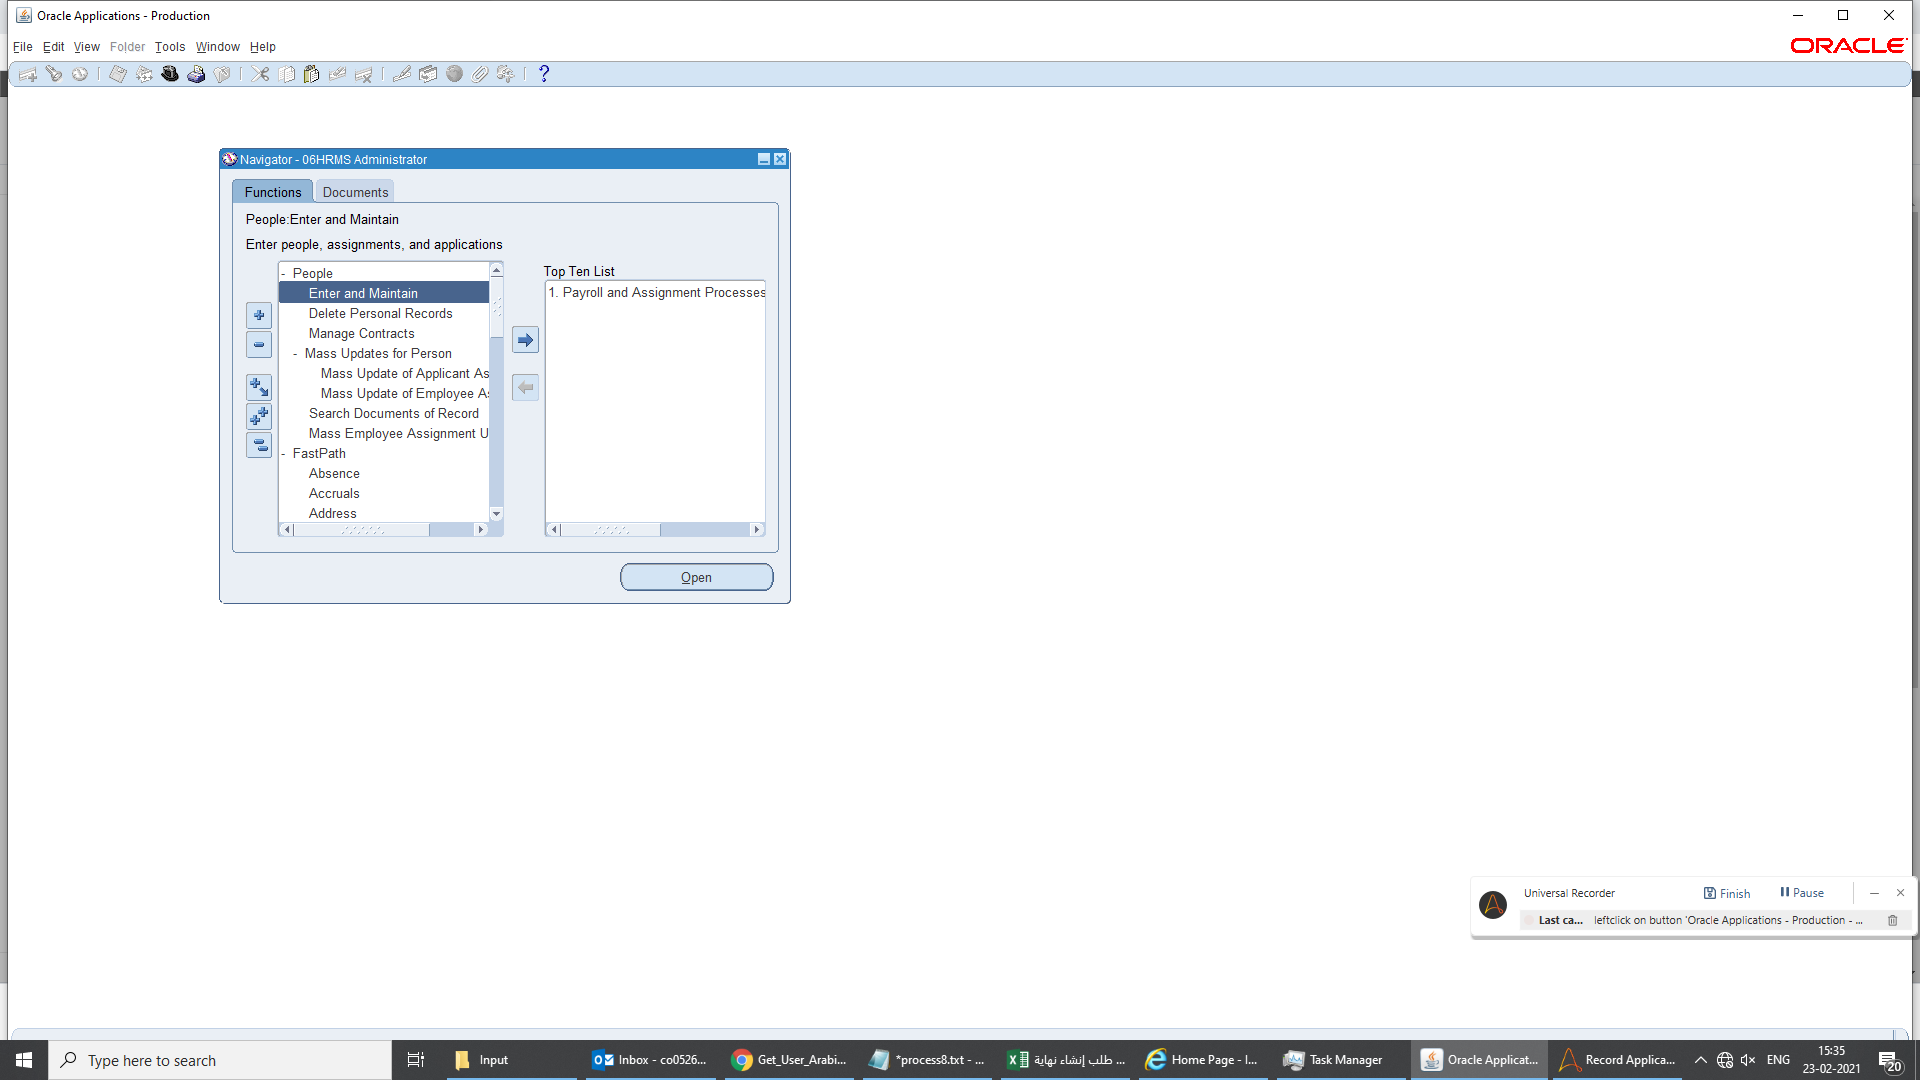 Oracle Applications - Production
File Edit View Folder Tools Window Help
ORACLE
Navigator - 06HRMS Administrator
Functions Documents
People:Enter and Maintain
Enter people, assignments, and applications
- People
Enter and Maintain
Delete Personal Records
Manage Contracts
- Mass Updates for Person
Mass Update of Applicant As
Mass Update of Employee As
Search Documents of Record
Mass Employee Assignment U
- FastPath
Absence
Accruals
Address
Top Ten List
1. Payroll and Assignment Processes
Open
Universal Recorder Finish Pause
Last ca... leftclick on button 'Oracle Applications - Production - ...
Type here to search
Input
Inbox - co0526...
Get_User_Arabi...
*process8.txt - ...
طلب إنشاء نهاية ...
Home Page - I...
Task Manager
Oracle Applicat...
Record Applica...
ENG
15:35
23-02-2021
20